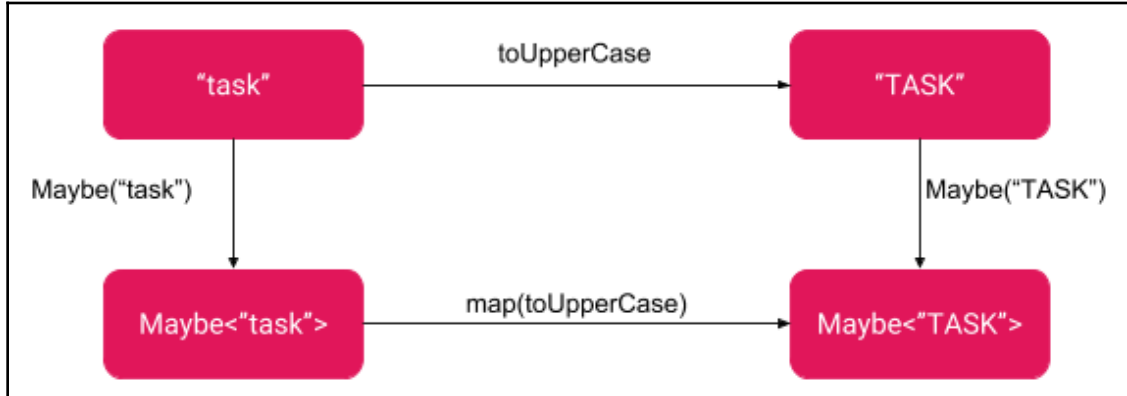 toUpperCase
“task”
“TASK”
Maybe(“task”)
Maybe(“TASK”)
map(toUpperCase)
Maybe<“task”>
Maybe<“TASK”>